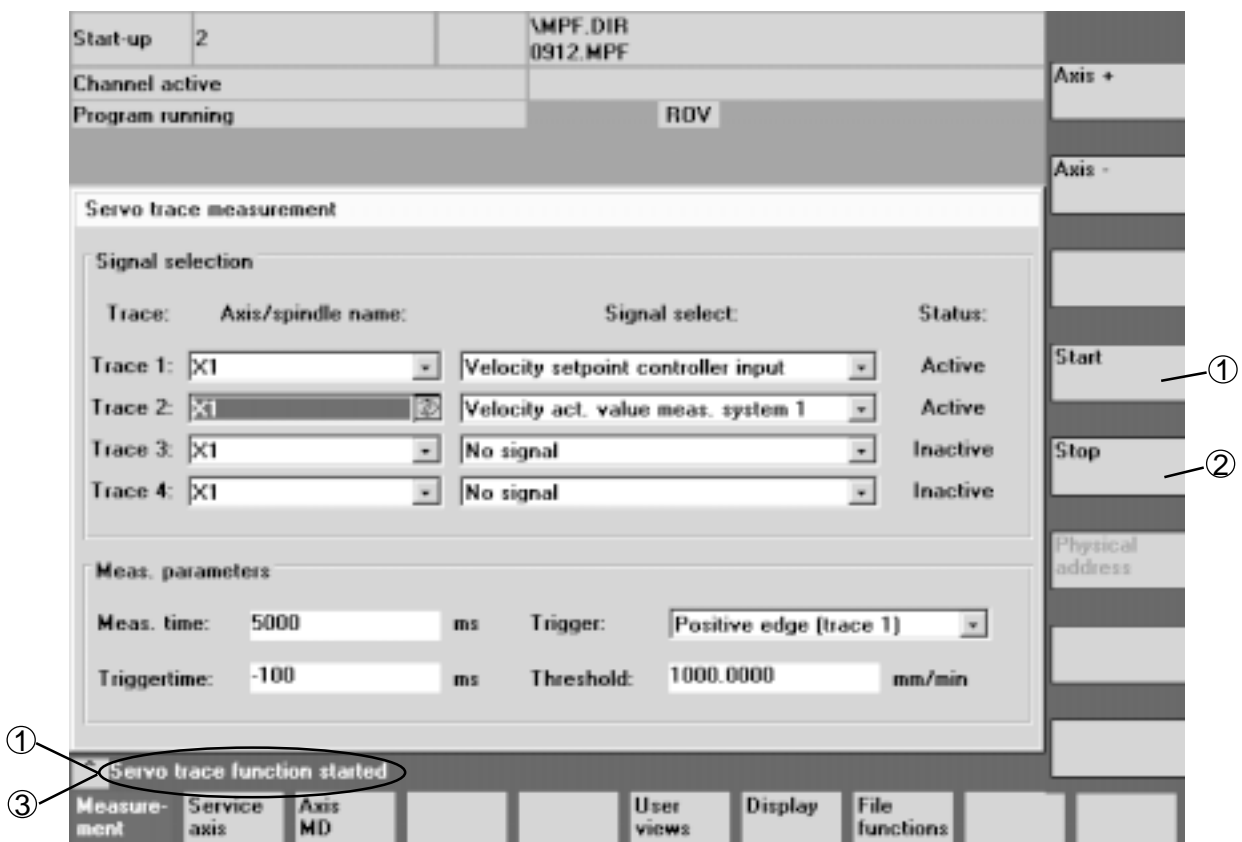 Start-up 2 \MPF.DIR
0912.MPF
Channel active
Program running ROV
Axis +
Axis -
Servo trace measurement
Signal selection
Trace: Axis/spindle name: Signal select: Status:
Trace 1: X1 Velocity setpoint controller input Active
Trace 2: X1 Velocity act. value meas. system 1 Active
Trace 3: X1 No signal Inactive
Trace 4: X1 No signal Inactive
Start ①
Stop ②
Physical
address
Meas. parameters
Meas. time: 5000 ms Trigger: Positive edge (trace 1)
Triggertime: -100 ms Threshold: 1000.0000 mm/min
①
③
Servo trace function started
Measure-
ment
Service
axis
Axis
MD
User
views
Display
File
functions